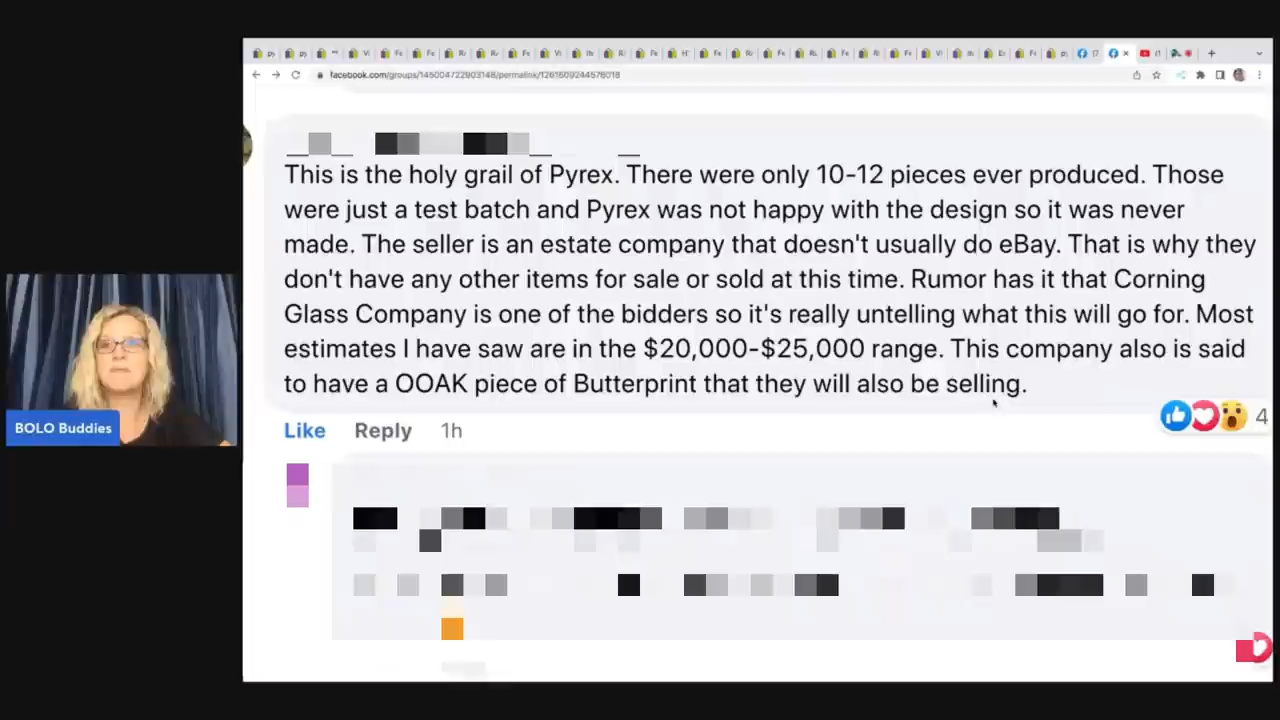 facebook.com/groups/145004722903148/permalink/1261609244576018
This is the holy grail of Pyrex. There were only 10-12 pieces ever produced. Those
were just a test batch and Pyrex was not happy with the design so it was never
made. The seller is an estate company that doesn't usually do eBay. That is why they
don't have any other items for sale or sold at this time. Rumor has it that Corning
Glass Company is one of the bidders so it's really untelling what this will go for. Most
estimates I have saw are in the $20,000-$25,000 range. This company also is said
to have a OOAK piece of Butterprint that they will also be selling.
BOLO Buddies
Like Reply 1h
4